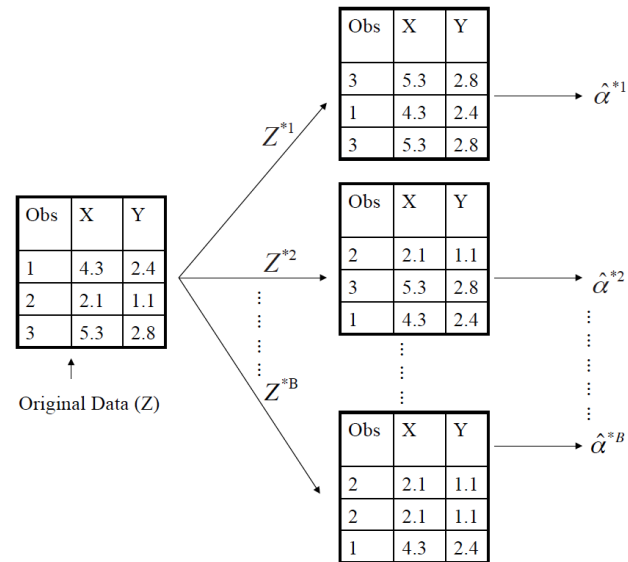 Obs X Y
3 5.3 2.8
1 4.3 2.4
3 5.3 2.8
Z*1
α̂*1
Obs X Y
1 4.3 2.4
2 2.1 1.1
3 5.3 2.8
Original Data (Z)
Z*2
Obs X Y
2 2.1 1.1
3 5.3 2.8
1 4.3 2.4
α̂*2
Z*B
Obs X Y
2 2.1 1.1
2 2.1 1.1
1 4.3 2.4
α̂*B